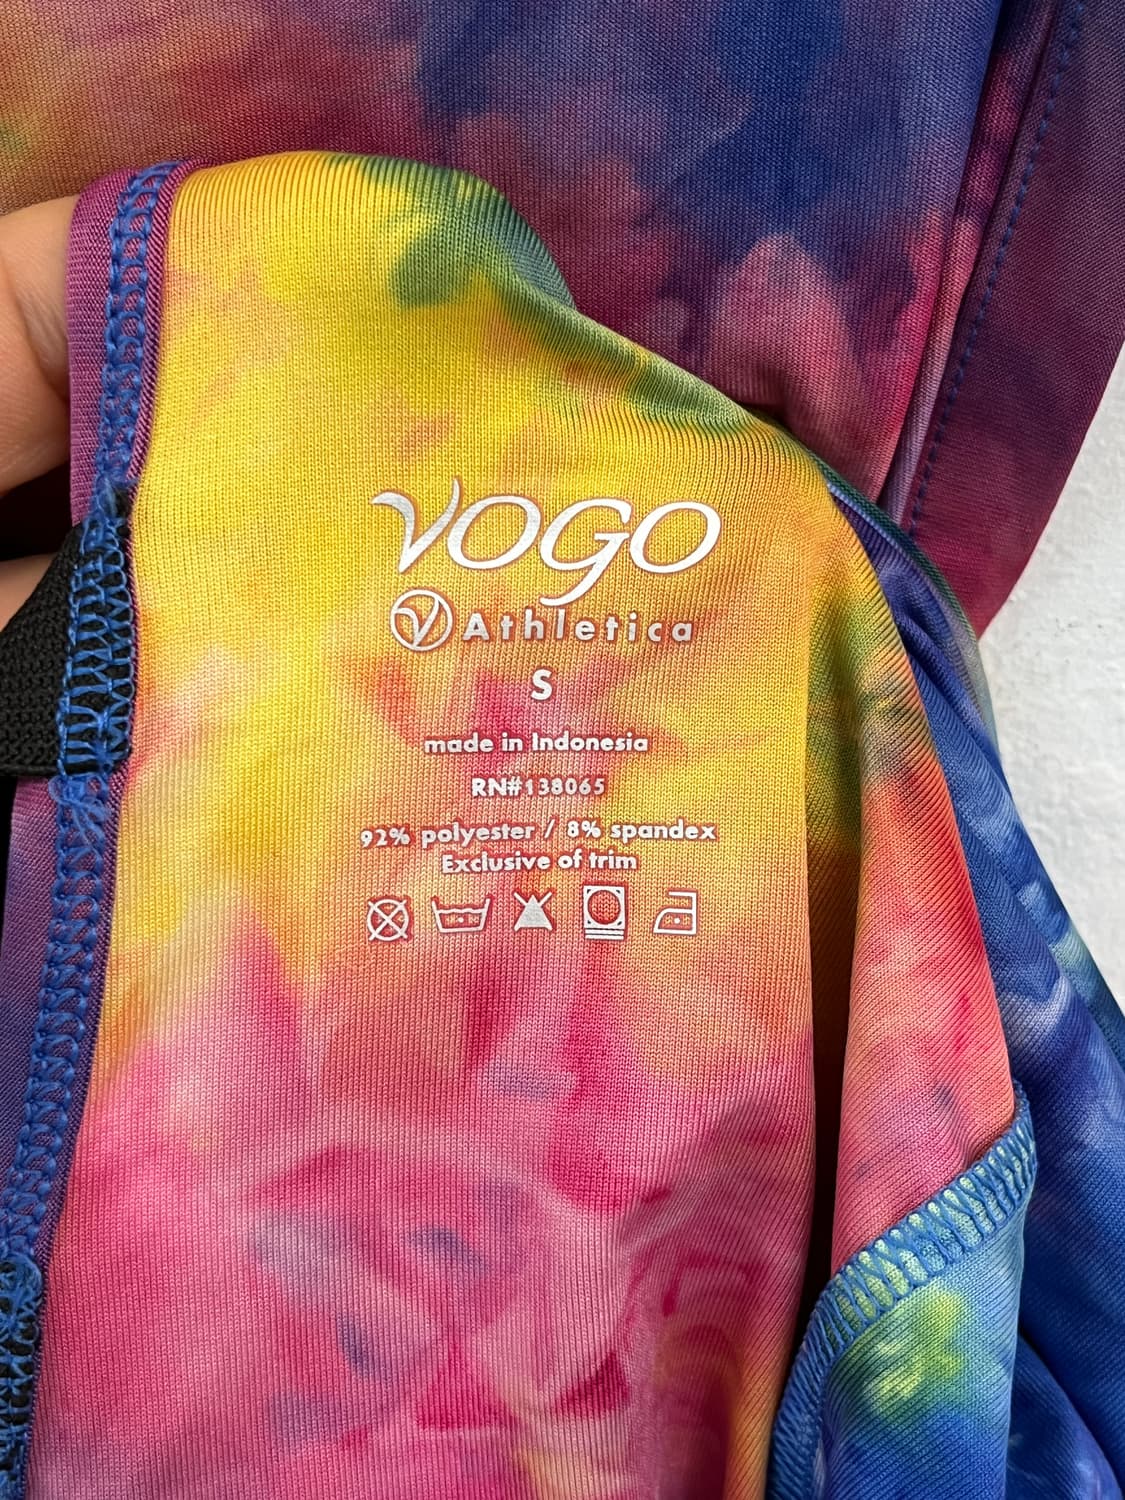 VOGO
V Athletica
S
made in Indonesia
RN#138065
92% polyester / 8% spandex
Exclusive of trim